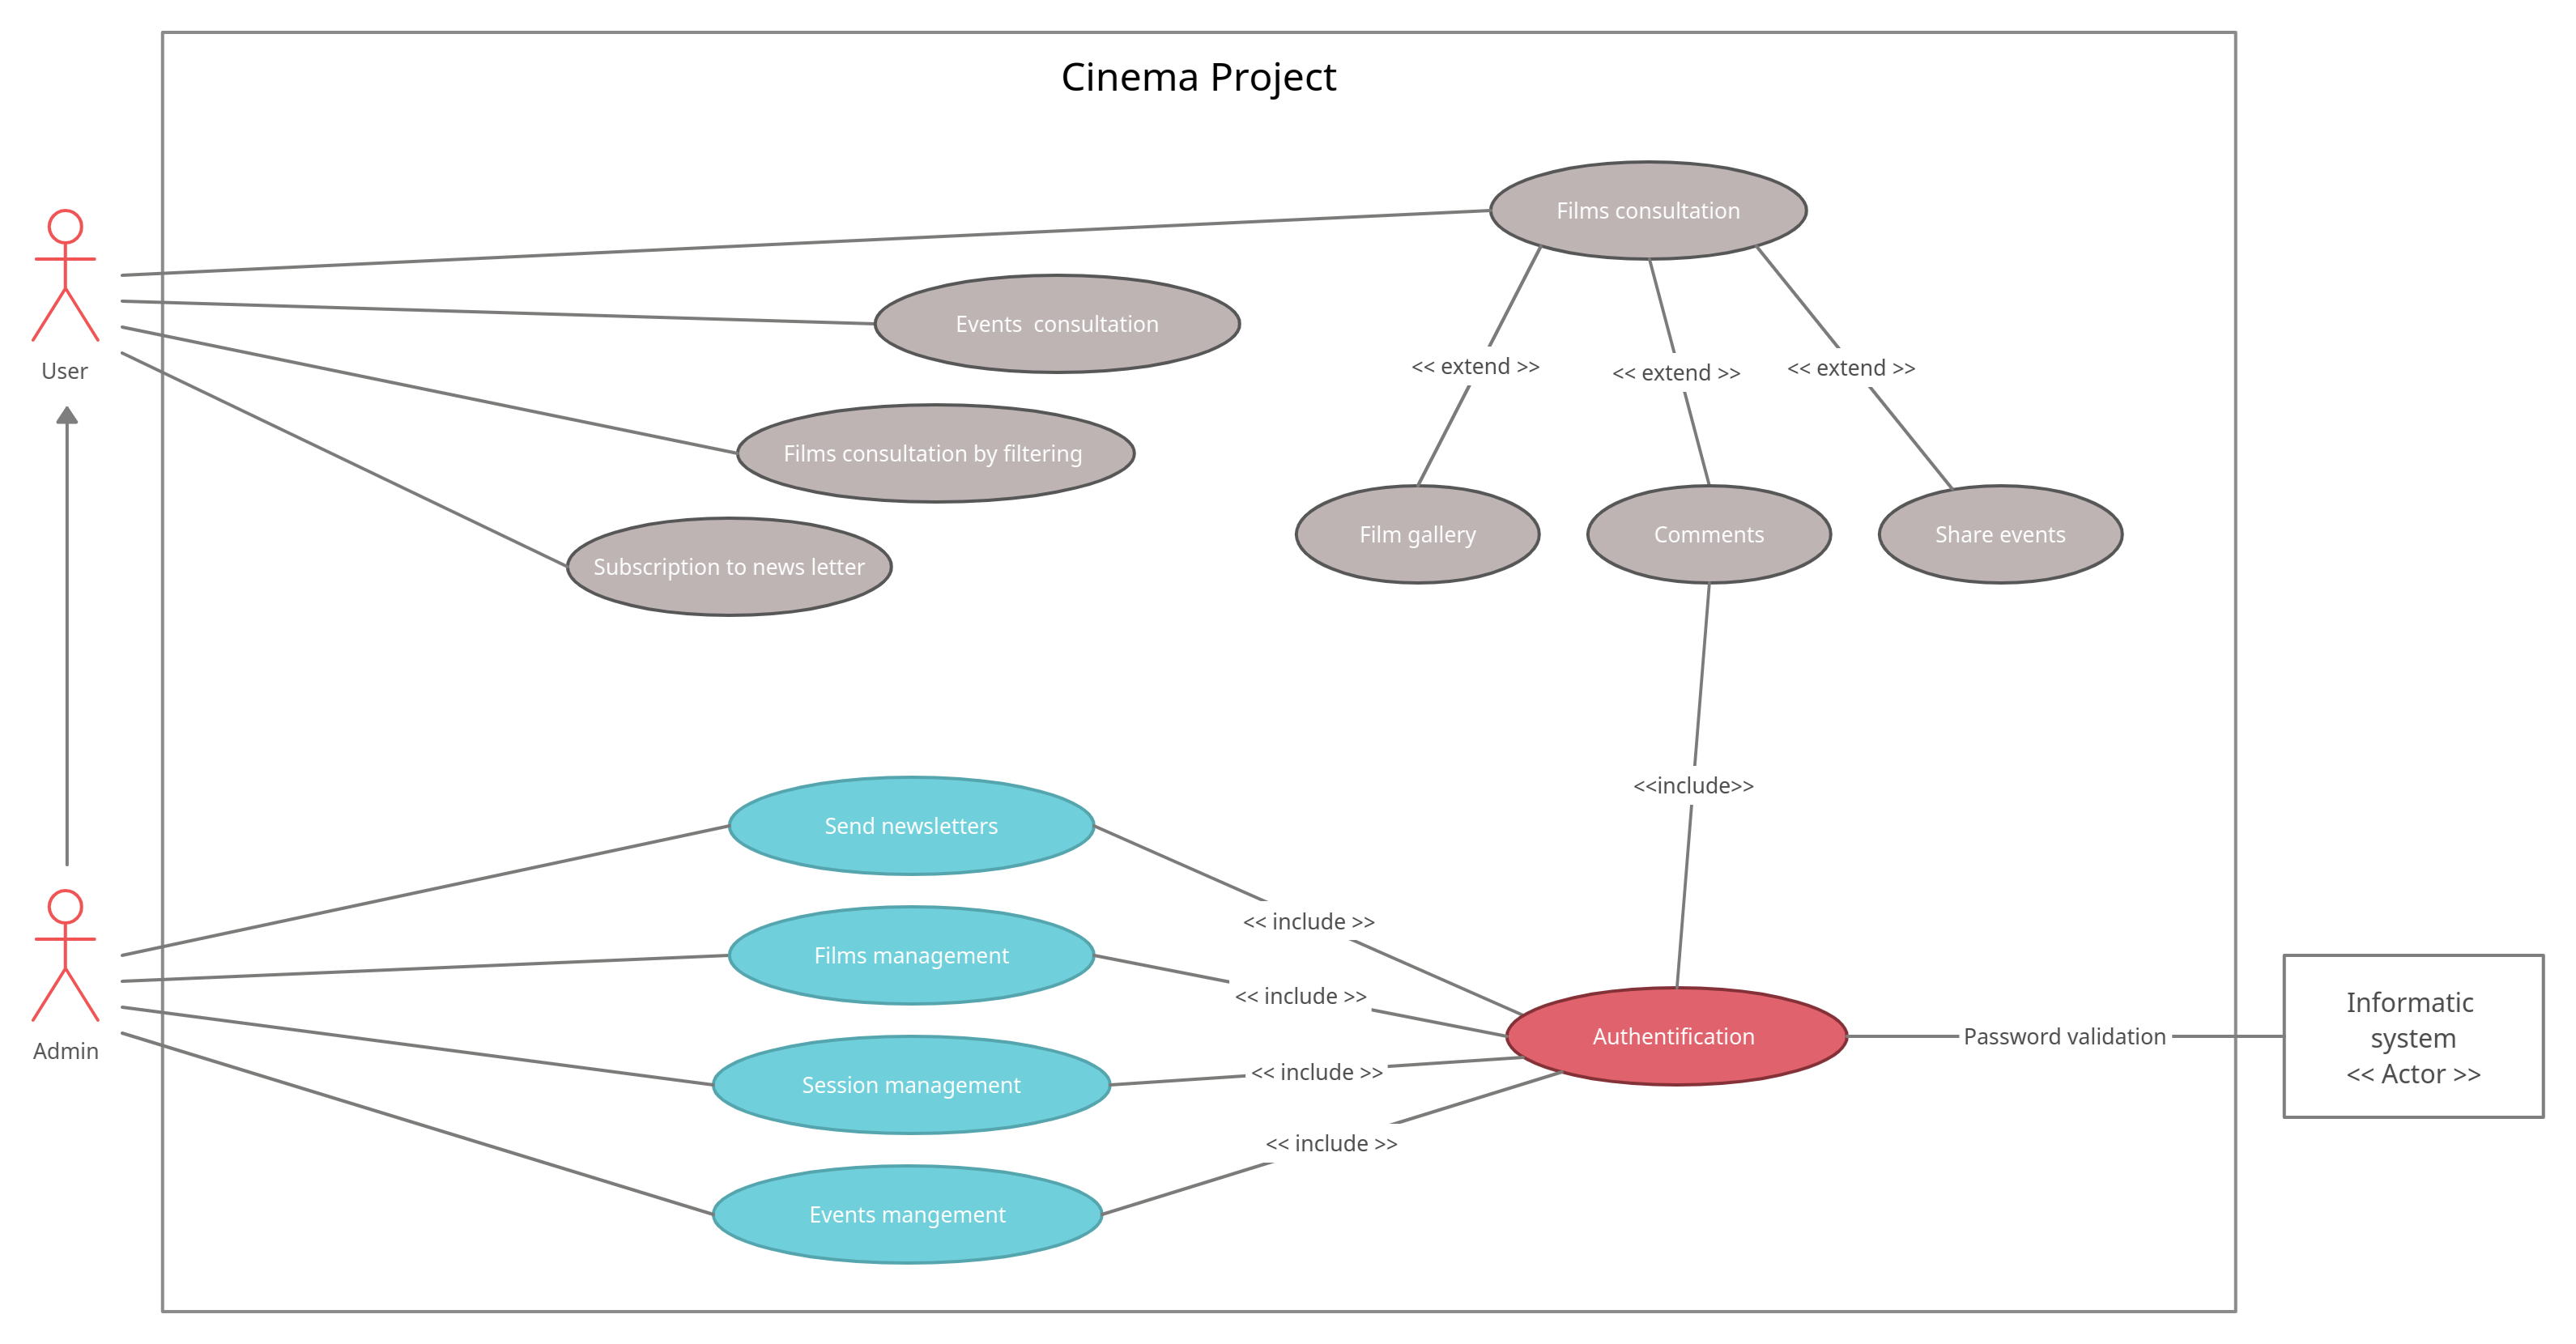 Cinema Project
Films consultation
Events  consultation
User
<< extend >>
<< extend >>
<< extend >>
Films consultation by filtering
Film gallery
Comments
Share events
Subscription to news letter
<<include>>
Send newsletters
<< include >>
Films management
<< include >>
Admin
Authentification
Password validation
Informatic
system
<< Actor >>
Session management
<< include >>
<< include >>
Events mangement